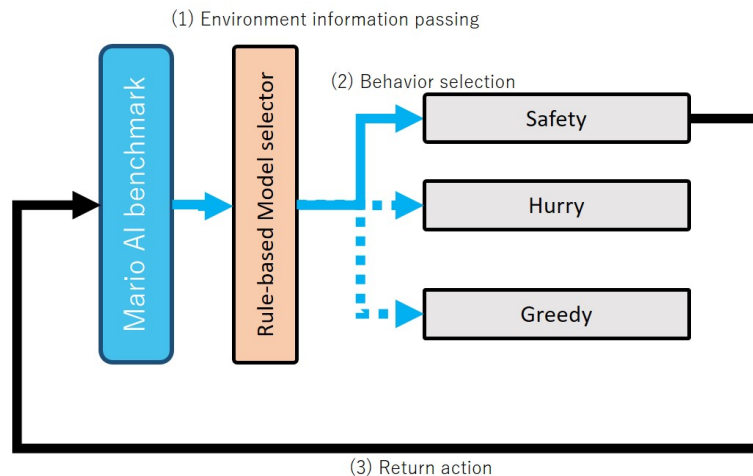 (1) Environment information passing
Mario AI benchmark
Rule-based Model selector
(2) Behavior selection
Safety
Hurry
Greedy
(3) Return action